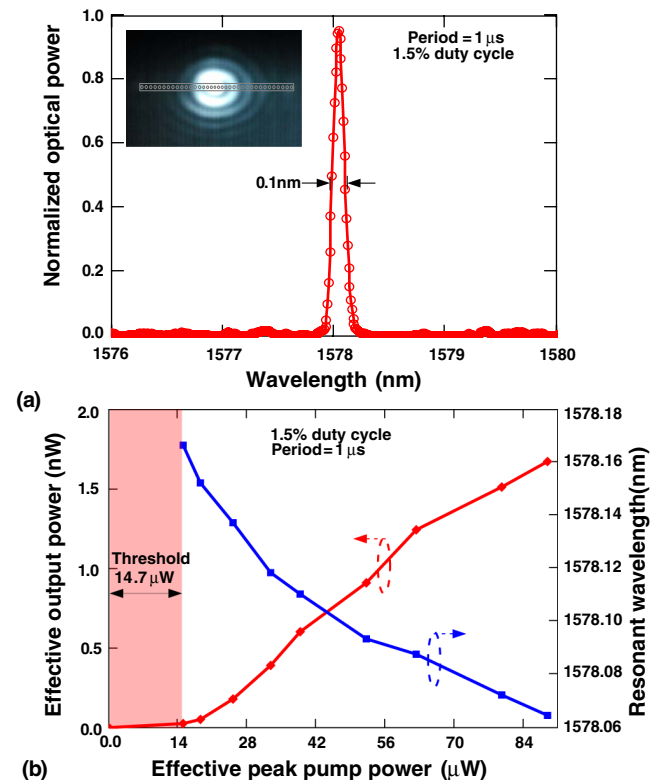 Period = 1 μs
1.5% duty cycle
1.0
0.8
0.6
0.4
0.2
0.0
Normalized optical power
0.1nm
1576
1577
1578
1579
1580
Wavelength (nm)
(a)
2.0
1.5
1.0
0.5
0.0
Effective output power (nW)
1.5% duty cycle
Period = 1 μs
Threshold
14.7 μW
1578.18
1578.16
1578.14
1578.12
1578.10
1578.08
1578.06
Resonant wavelength(nm)
0.0
14
28
42
56
70
84
Effective peak pump power (μW)
(b)